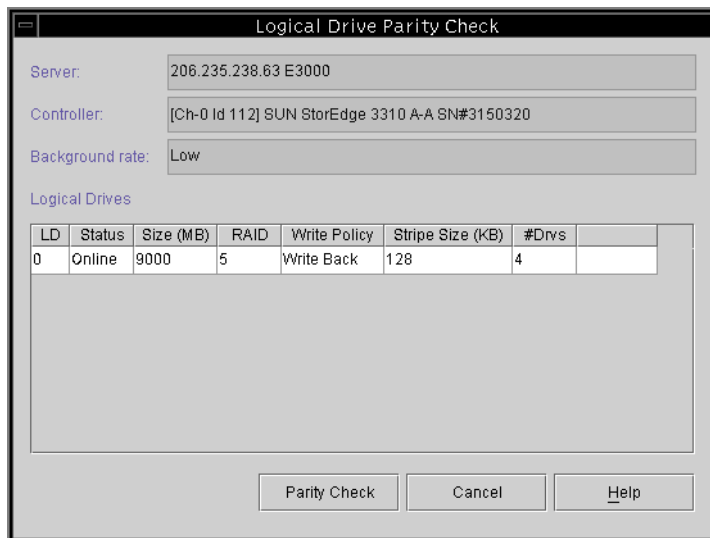 Logical Drive Parity Check
Server: 206.235.238.63 E3000
Controller: [Ch-0 Id 112] SUN StorEdge 3310 A-A SN#3150320
Background rate: Low
Logical Drives
LD Status Size (MB) RAID Write Policy Stripe Size (KB) #Drvs
0 Online 9000 5 Write Back 128 4
Parity Check Cancel Help